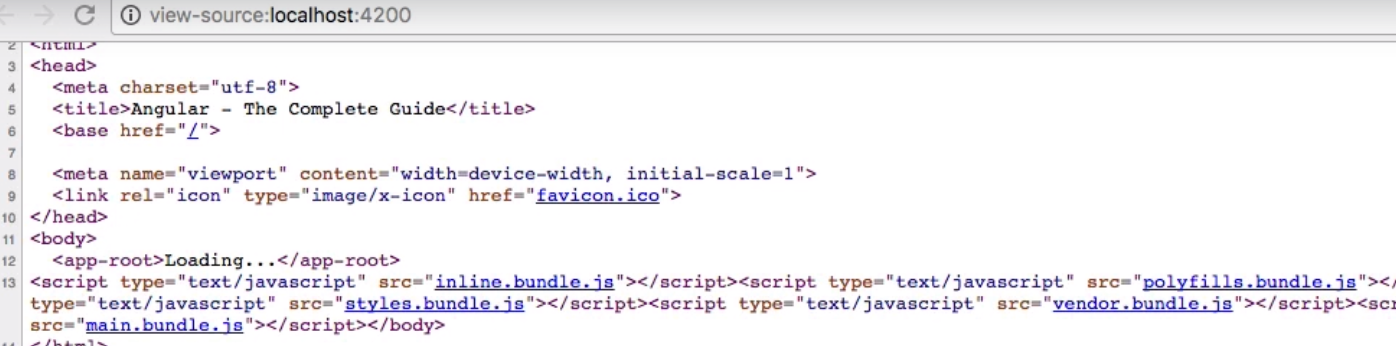 view-source:localhost:4200
2 <html>
3 <head>
4 <meta charset="utf-8">
5 <title>Angular - The Complete Guide</title>
6 <base href="/">
7
8 <meta name="viewport" content="width=device-width, initial-scale=1">
9 <link rel="icon" type="image/x-icon" href="favicon.ico">
10 </head>
11 <body>
12 <app-root>Loading...</app-root>
13 <script type="text/javascript" src="inline.bundle.js"></script><script type="text/javascript" src="polyfills.bundle.js"></
type="text/javascript" src="styles.bundle.js"></script><script type="text/javascript" src="vendor.bundle.js"></script><scr
src="main.bundle.js"></script></body>
</html>